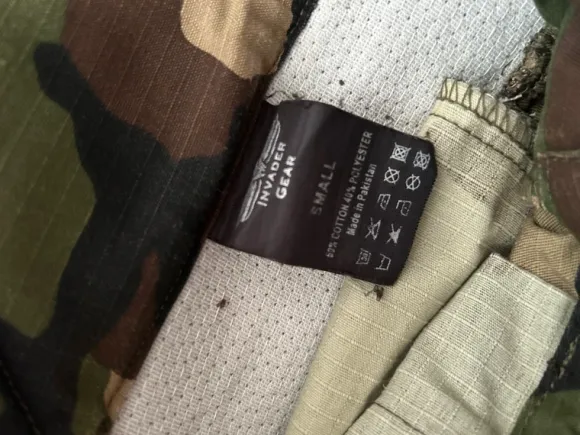 INVADER
GEAR
SMALL
60% COTTON 40% POLYESTER
Made in Pakistan